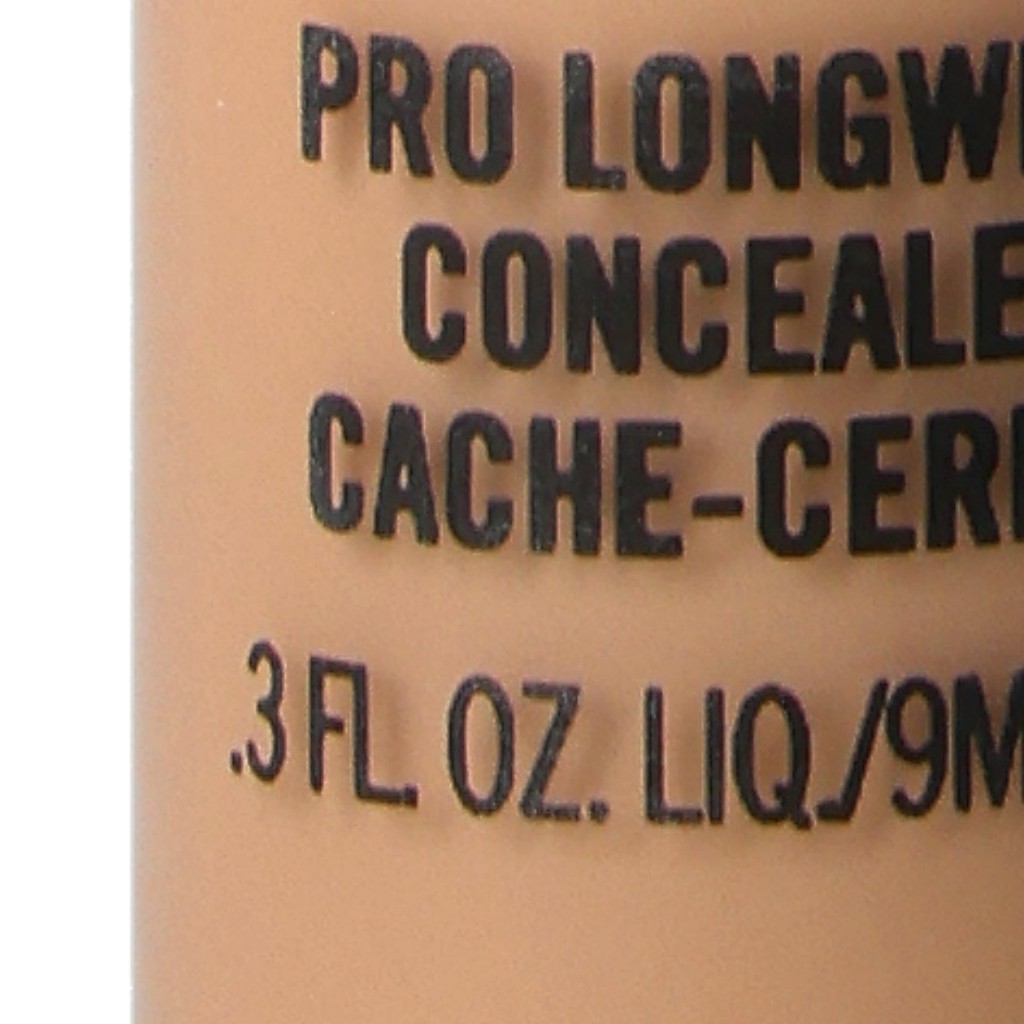 PRO LONGW
CONCEALE
CACHE-CER
.3 FL. OZ. LIQ./9M